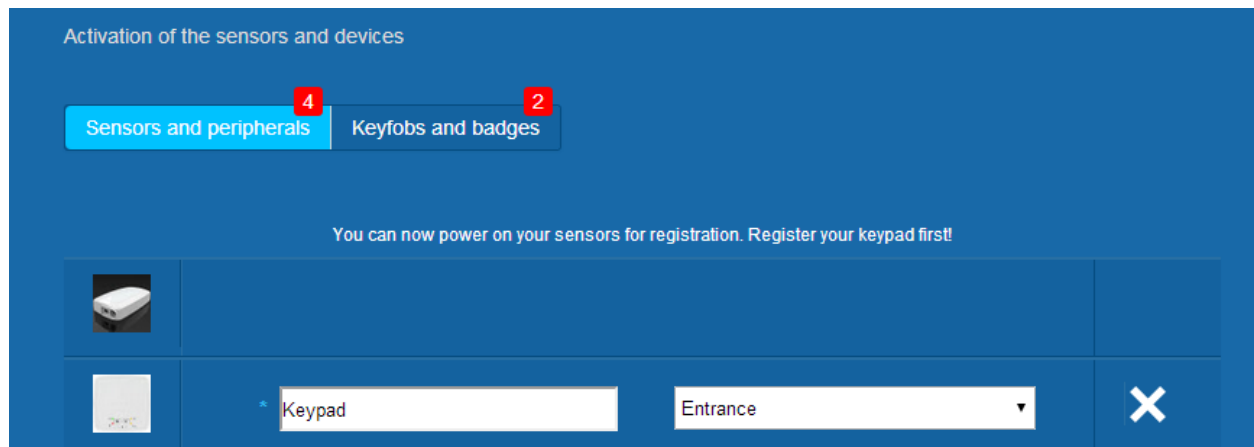 Activation of the sensors and devices
4
2
Sensors and peripherals
Keyfobs and badges
You can now power on your sensors for registration. Register your keypad first!
* Keypad
Entrance